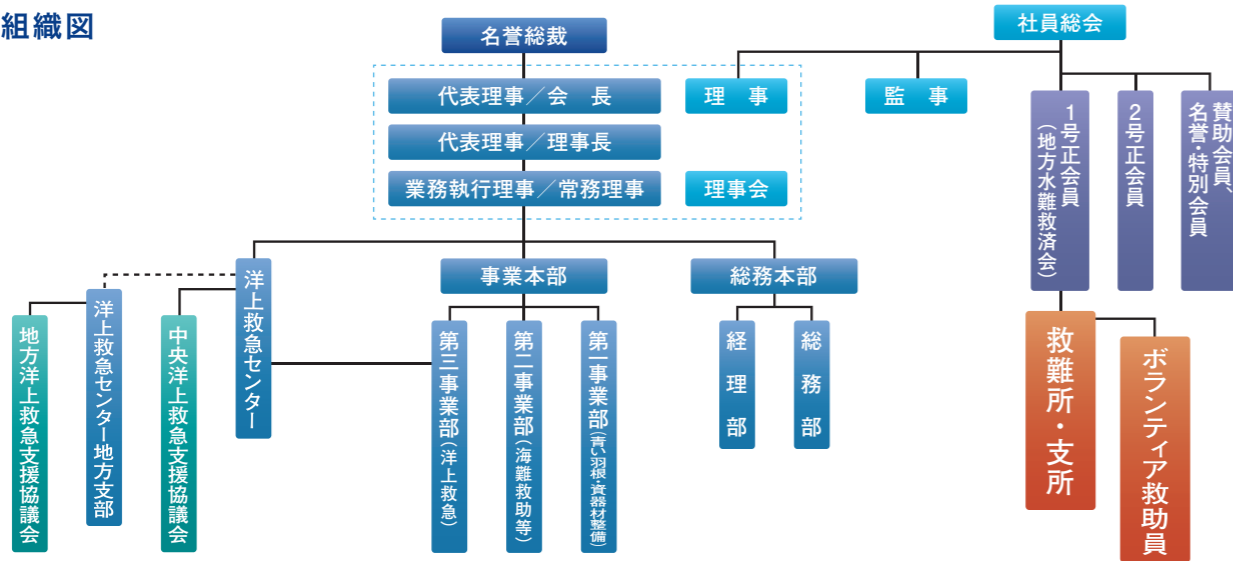 組織図
名誉総裁
社員総会
代表理事／会　長
理　事
監　事
代表理事／理事長
業務執行理事／常務理事
理事会
1号正会員
（地方水難救済会）
2号正会員
賛助会員、
名誉・特別会員
洋上救急センター
事業本部
総務本部
地方洋上救急支援協議会
洋上救急センター地方支部
中央洋上救急支援協議会
第三事業部（洋上救急）
第二事業部（海難救助等）
第一事業部（青い羽根・資器材整備）
経理部
総務部
救難所・支所
ボランティア救助員